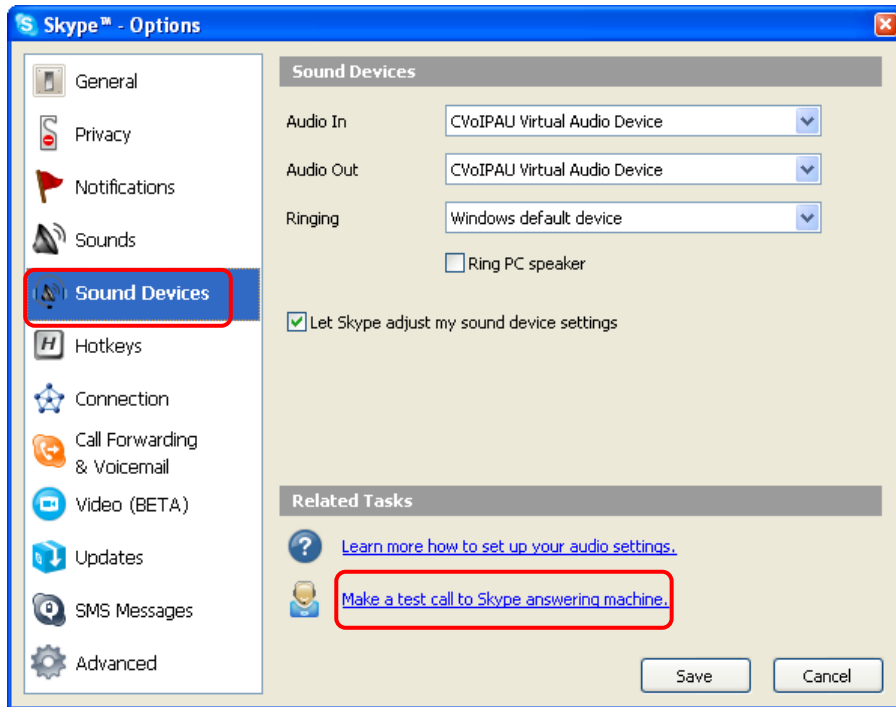 Skype™ - Options
General
Privacy
Notifications
Sounds
Sound Devices
Hotkeys
Connection
Call Forwarding
& Voicemail
Video (BETA)
Updates
SMS Messages
Advanced
Sound Devices
Audio In
CVoIPAU Virtual Audio Device
Audio Out
CVoIPAU Virtual Audio Device
Ringing
Windows default device
Ring PC speaker
Let Skype adjust my sound device settings
Related Tasks
Learn more how to set up your audio settings.
Make a test call to Skype answering machine.
Save
Cancel